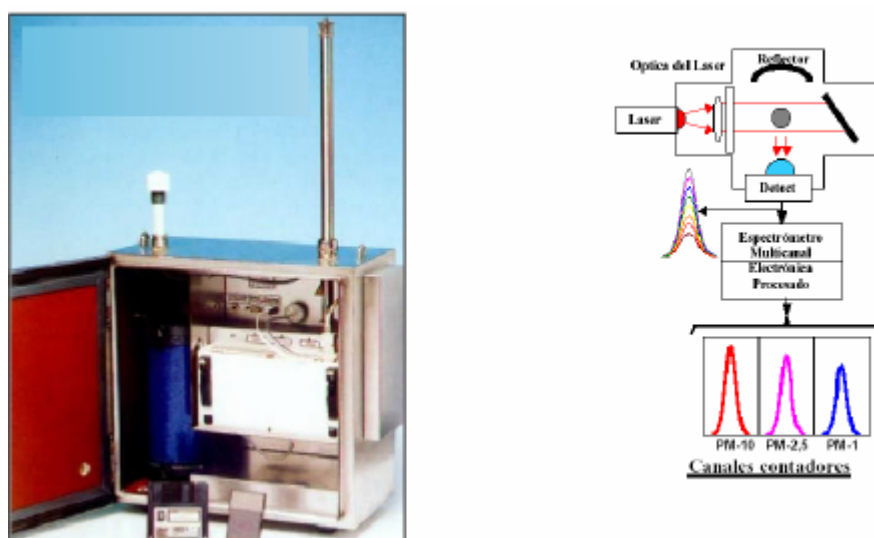 Reflector
Optica del Laser
Laser
Detect
Espectrómetro
Multicanal
Electrónica
Procesado
PM-10 PM-2,5 PM-1
Canales contadores